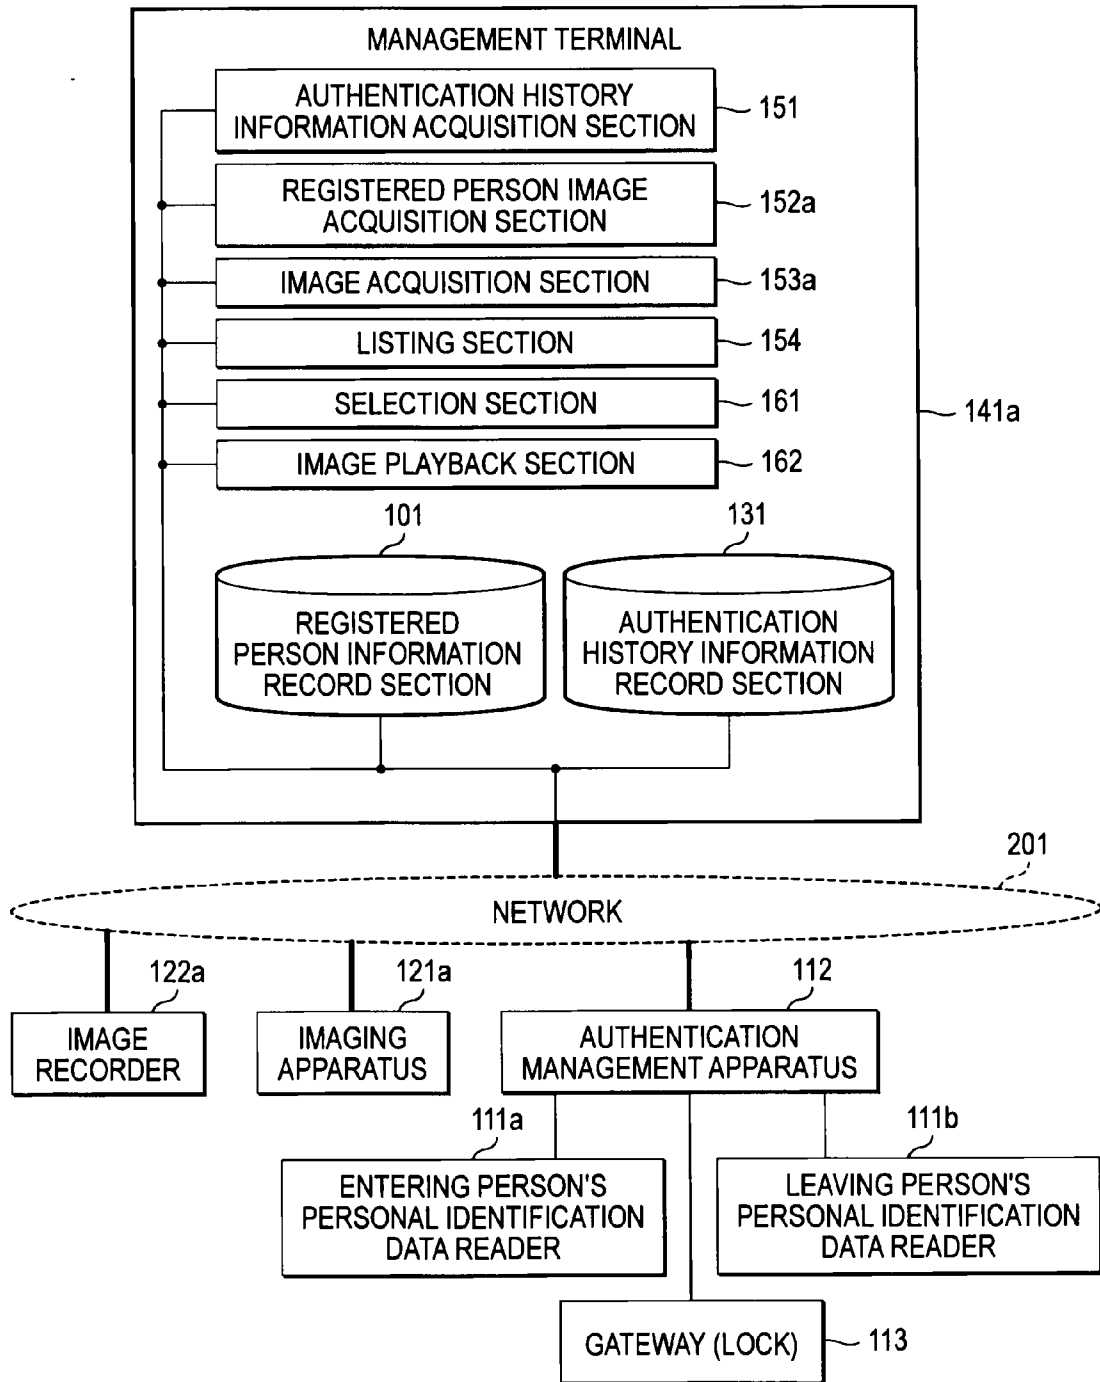 MANAGEMENT TERMINAL
AUTHENTICATION HISTORY
INFORMATION ACQUISITION SECTION
151
REGISTERED PERSON IMAGE
ACQUISITION SECTION
152a
IMAGE ACQUISITION SECTION
153a
LISTING SECTION
154
SELECTION SECTION
161
141a
IMAGE PLAYBACK SECTION
162
101
131
REGISTERED
PERSON INFORMATION
RECORD SECTION
AUTHENTICATION
HISTORY INFORMATION
RECORD SECTION
201
NETWORK
122a
121a
112
IMAGE
RECORDER
IMAGING
APPARATUS
AUTHENTICATION
MANAGEMENT APPARATUS
111a
111b
ENTERING PERSON'S
PERSONAL IDENTIFICATION
DATA READER
LEAVING PERSON'S
PERSONAL IDENTIFICATION
DATA READER
GATEWAY (LOCK)
113